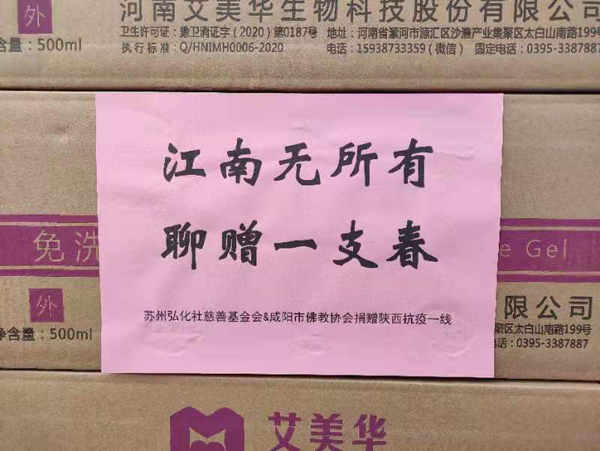 外
河南艾美华生物科技股份有限公司
卫生许可证：豫卫消证字（2020）第0187号 地址：河南省漯河市源汇区沙澧产业集聚区太白山南路199号
含量：500ml
执行标准：Q/HNIMH0006-2020 电话：15938733359（微信） 固定电话：0395-3387887
江南无所有
聊赠一支春
苏州弘化社慈善基金会&咸阳市佛教协会捐赠陕西抗疫一线
免洗
Gel
外
限公司
净含量：500ml
聚区太白山南路199号
：0395-3387887
艾美华